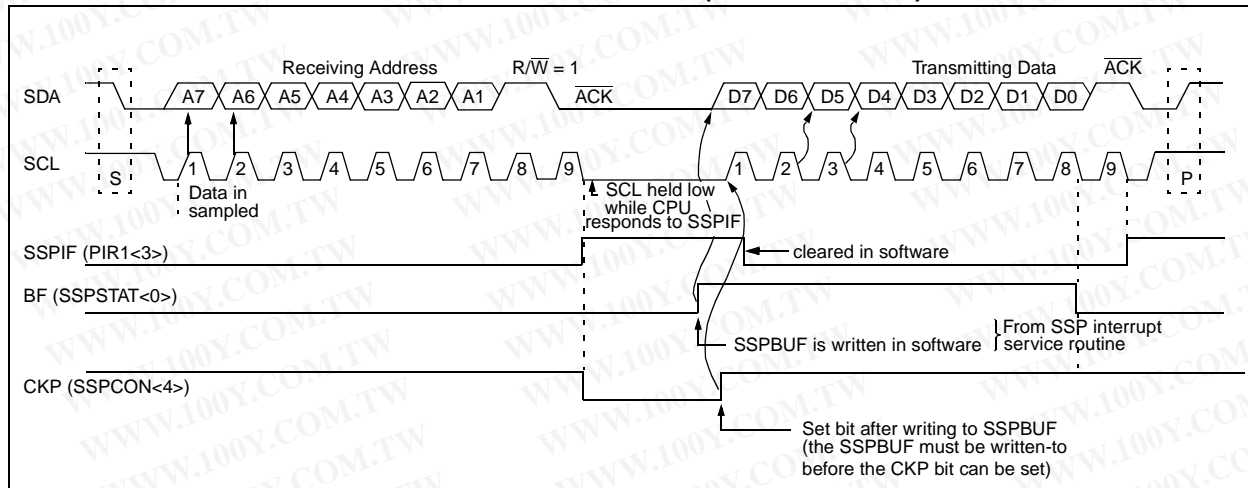 Receiving Address R/W̅ = 1 Transmitting Data A̅C̅K̅
SDA A7 A6 A5 A4 A3 A2 A1 A̅C̅K̅ D7 D6 D5 D4 D3 D2 D1 D0
SCL S 1 2 3 4 5 6 7 8 9 1 2 3 4 5 6 7 8 9 P
Data in
sampled
SCL held low
while CPU
responds to SSPIF
SSPIF (PIR1<3>)
cleared in software
BF (SSPSTAT<0>)
SSPBUF is written in software
From SSP interrupt
service routine
CKP (SSPCON<4>)
Set bit after writing to SSPBUF
(the SSPBUF must be written-to
before the CKP bit can be set)
WWW.100Y.COM.TW